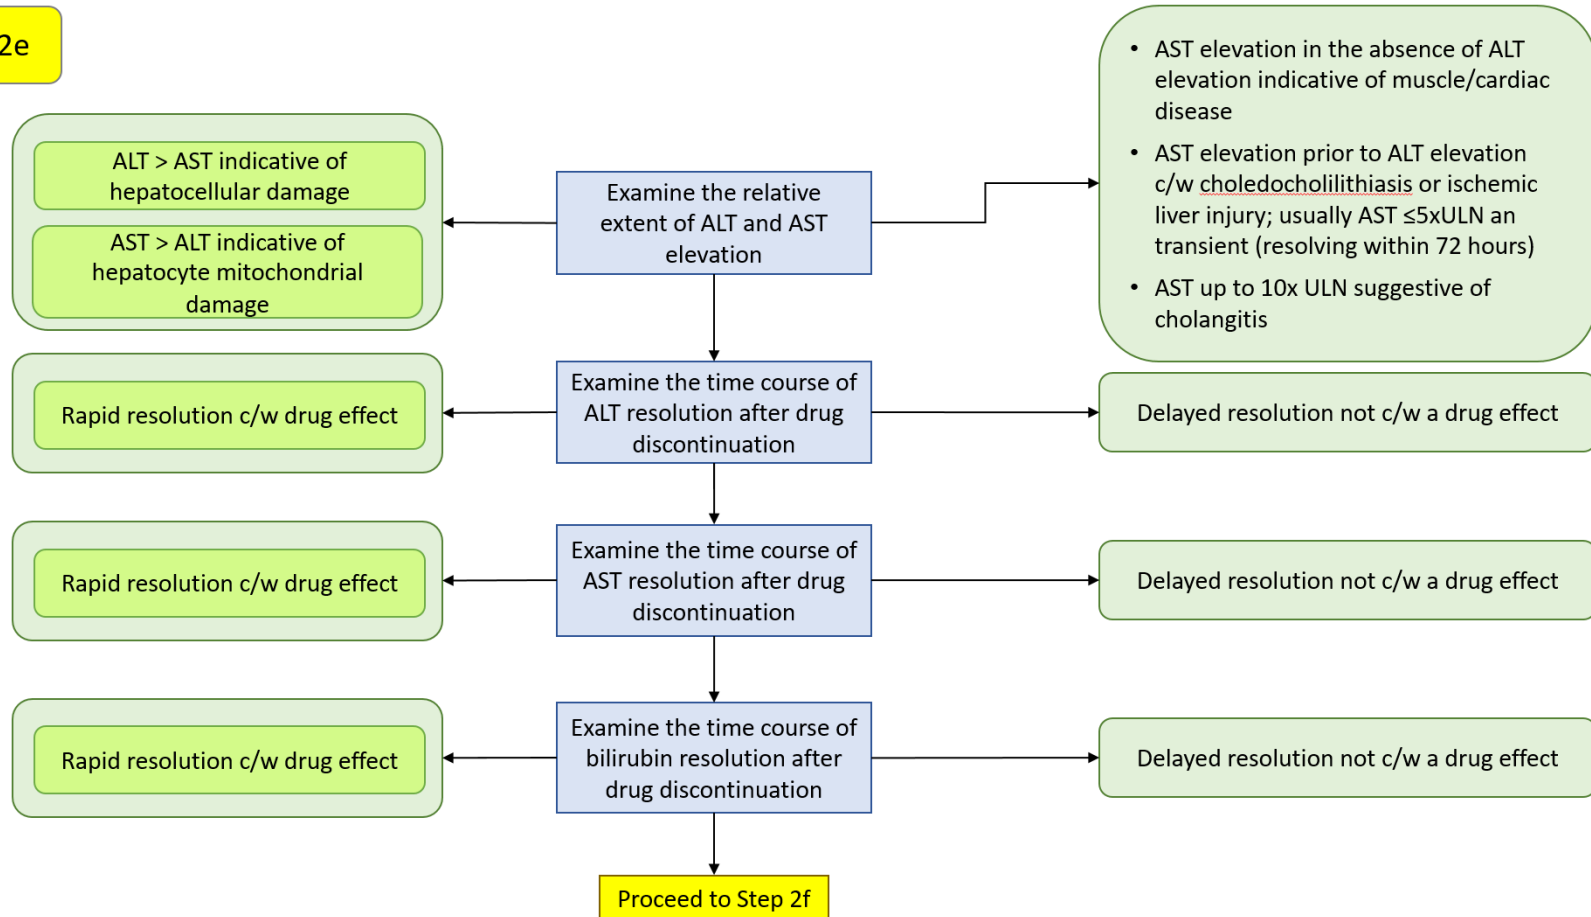 2e
• AST elevation in the absence of ALT
elevation indicative of muscle/cardiac
disease
• AST elevation prior to ALT elevation
c/w choledocholilithiasis or ischemic
liver injury; usually AST ≤5xULN an
transient (resolving within 72 hours)
• AST up to 10x ULN suggestive of
cholangitis
ALT > AST indicative of
hepatocellular damage
AST > ALT indicative of
hepatocyte mitochondrial
damage
Examine the relative
extent of ALT and AST
elevation
Rapid resolution c/w drug effect
Examine the time course of
ALT resolution after drug
discontinuation
Delayed resolution not c/w a drug effect
Rapid resolution c/w drug effect
Examine the time course of
AST resolution after drug
discontinuation
Delayed resolution not c/w a drug effect
Rapid resolution c/w drug effect
Examine the time course of
bilirubin resolution after
drug discontinuation
Delayed resolution not c/w a drug effect
Proceed to Step 2f